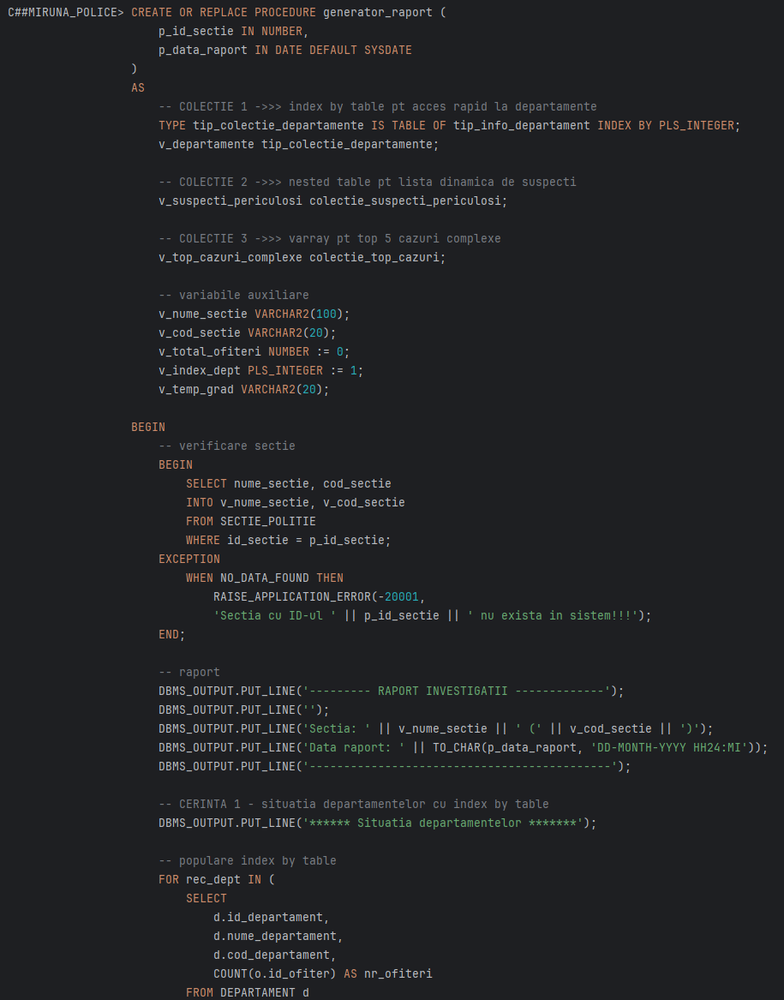 C##MIRUNA_POLICE> CREATE OR REPLACE PROCEDURE generator_raport (
p_id_sectie IN NUMBER,
p_data_raport IN DATE DEFAULT SYSDATE
)
AS
-- COLECTIE 1 ->>> index by table pt acces rapid la departamente
TYPE tip_colectie_departamente IS TABLE OF tip_info_departament INDEX BY PLS_INTEGER;
v_departamente tip_colectie_departamente;
-- COLECTIE 2 ->>> nested table pt lista dinamica de suspecti
v_suspecti_periculosi colectie_suspecti_periculosi;
-- COLECTIE 3 ->>> varray pt top 5 cazuri complexe
v_top_cazuri_complexe colectie_top_cazuri;
-- variabile auxiliare
v_nume_sectie VARCHAR2(100);
v_cod_sectie VARCHAR2(20);
v_total_ofiteri NUMBER := 0;
v_index_dept PLS_INTEGER := 1;
v_temp_grad VARCHAR2(20);
BEGIN
-- verificare sectie
BEGIN
SELECT nume_sectie, cod_sectie
INTO v_nume_sectie, v_cod_sectie
FROM SECTIE_POLITIE
WHERE id_sectie = p_id_sectie;
EXCEPTION
WHEN NO_DATA_FOUND THEN
RAISE_APPLICATION_ERROR(-20001,
'Sectia cu ID-ul ' || p_id_sectie || ' nu exista in sistem!!!');
END;
-- raport
DBMS_OUTPUT.PUT_LINE('--------- RAPORT INVESTIGATII -------------');
DBMS_OUTPUT.PUT_LINE('');
DBMS_OUTPUT.PUT_LINE('Sectia: ' || v_nume_sectie || ' (' || v_cod_sectie || ')');
DBMS_OUTPUT.PUT_LINE('Data raport: ' || TO_CHAR(p_data_raport, 'DD-MONTH-YYYY HH24:MI'));
DBMS_OUTPUT.PUT_LINE('--------------------------------------------');
-- CERINTA 1 - situatia departamentelor cu index by table
DBMS_OUTPUT.PUT_LINE('****** Situatia departamentelor *******');
-- populare index by table
FOR rec_dept IN (
SELECT
d.id_departament,
d.nume_departament,
d.cod_departament,
COUNT(o.id_ofiter) AS nr_ofiteri
FROM DEPARTAMENT d